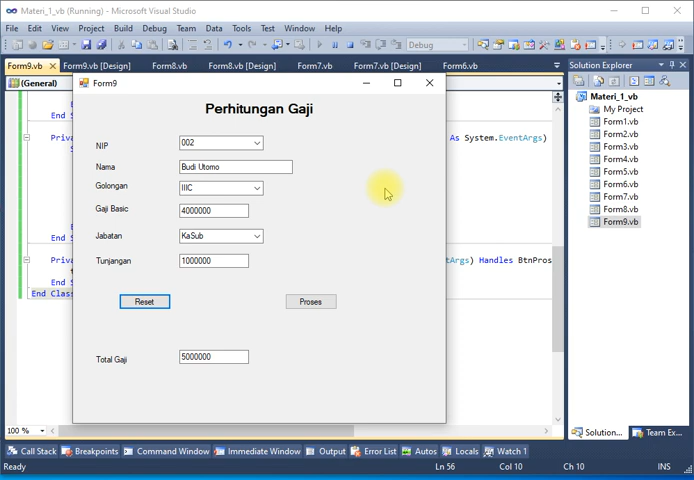 Materi_1_vb (Running) - Microsoft Visual Studio
File Edit View Project Build Debug Team Data Tools Test Window Help
Debug
Form9.vb Form9.vb [Design] Form8.vb Form8.vb [Design] Form7.vb Form7.vb [Design] Form6.vb
Solution Explorer
(General)
Form9
Materi_1_vb
My Project
Form1.vb
Form2.vb
Form3.vb
Form4.vb
Form5.vb
Form6.vb
Form7.vb
Form8.vb
Form9.vb
Perhitungan Gaji
End S
Private As System.EventArgs)
NIP 002
Nama Budi Utomo
Golongan IIIC
Gaji Basic 4000000
Jabatan KaSub
End S
Tunjangan 1000000
Private tArgs) Handles BtnPros
End S
End Class
Reset Proses
Total Gaji 5000000
100 %
Solution... Team Ex...
Call Stack Breakpoints Command Window Immediate Window Output Error List Autos Locals Watch 1
Ready Ln 56 Col 10 Ch 10 INS